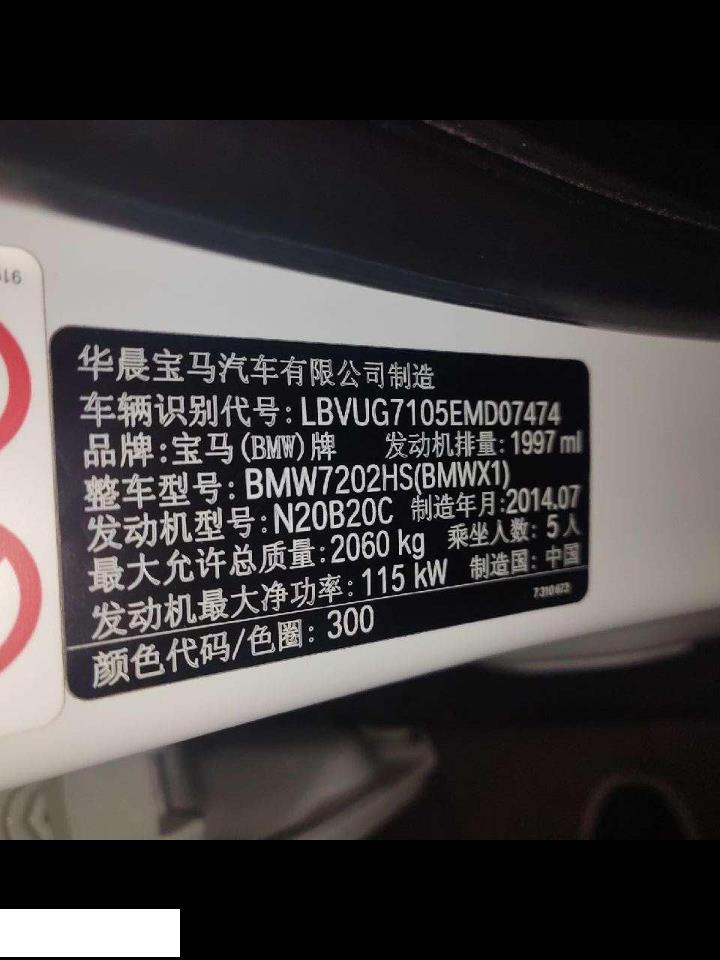 916
华晨宝马汽车有限公司制造
车辆识别代号: LBVUG7105EMD07474
品牌:宝马(BMW)牌 发动机排量: 1997 ml
整车型号: BMW7202HS(BMWX1)
发动机型号: N20B20C 制造年月:2014.07
最大允许总质量:2060 kg 乘坐人数: 5人
发动机最大净功率: 115 kW 制造国: 中国
7310673
颜色代码/色圈: 300